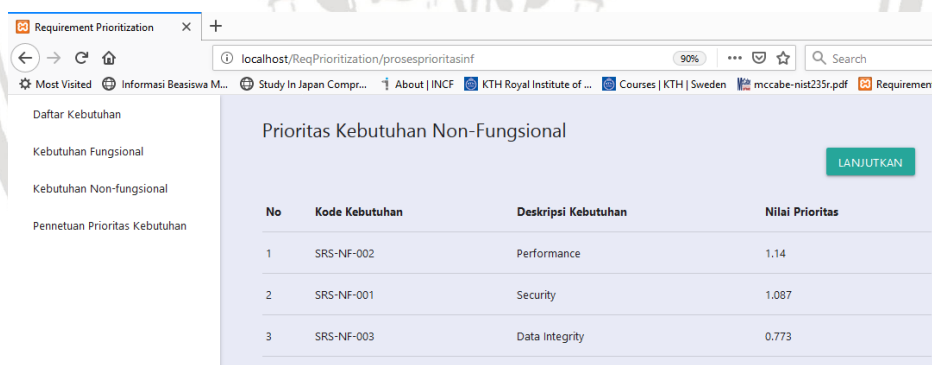 Requirement Prioritization
localhost/ReqPrioritization/prosesprioritasinf
90%
Search
Most Visited Informasi Beasiswa M... Study In Japan Compr... About | INCF KTH Royal Institute of ... Courses | KTH | Sweden mccabe-nist235r.pdf Requiremen
Daftar Kebutuhan
Kebutuhan Fungsional
Kebutuhan Non-fungsional
Pennetuan Prioritas Kebutuhan
Prioritas Kebutuhan Non-Fungsional
LANJUTKAN
No Kode Kebutuhan Deskripsi Kebutuhan Nilai Prioritas
1 SRS-NF-002 Performance 1.14
2 SRS-NF-001 Security 1.087
3 SRS-NF-003 Data Integrity 0.773